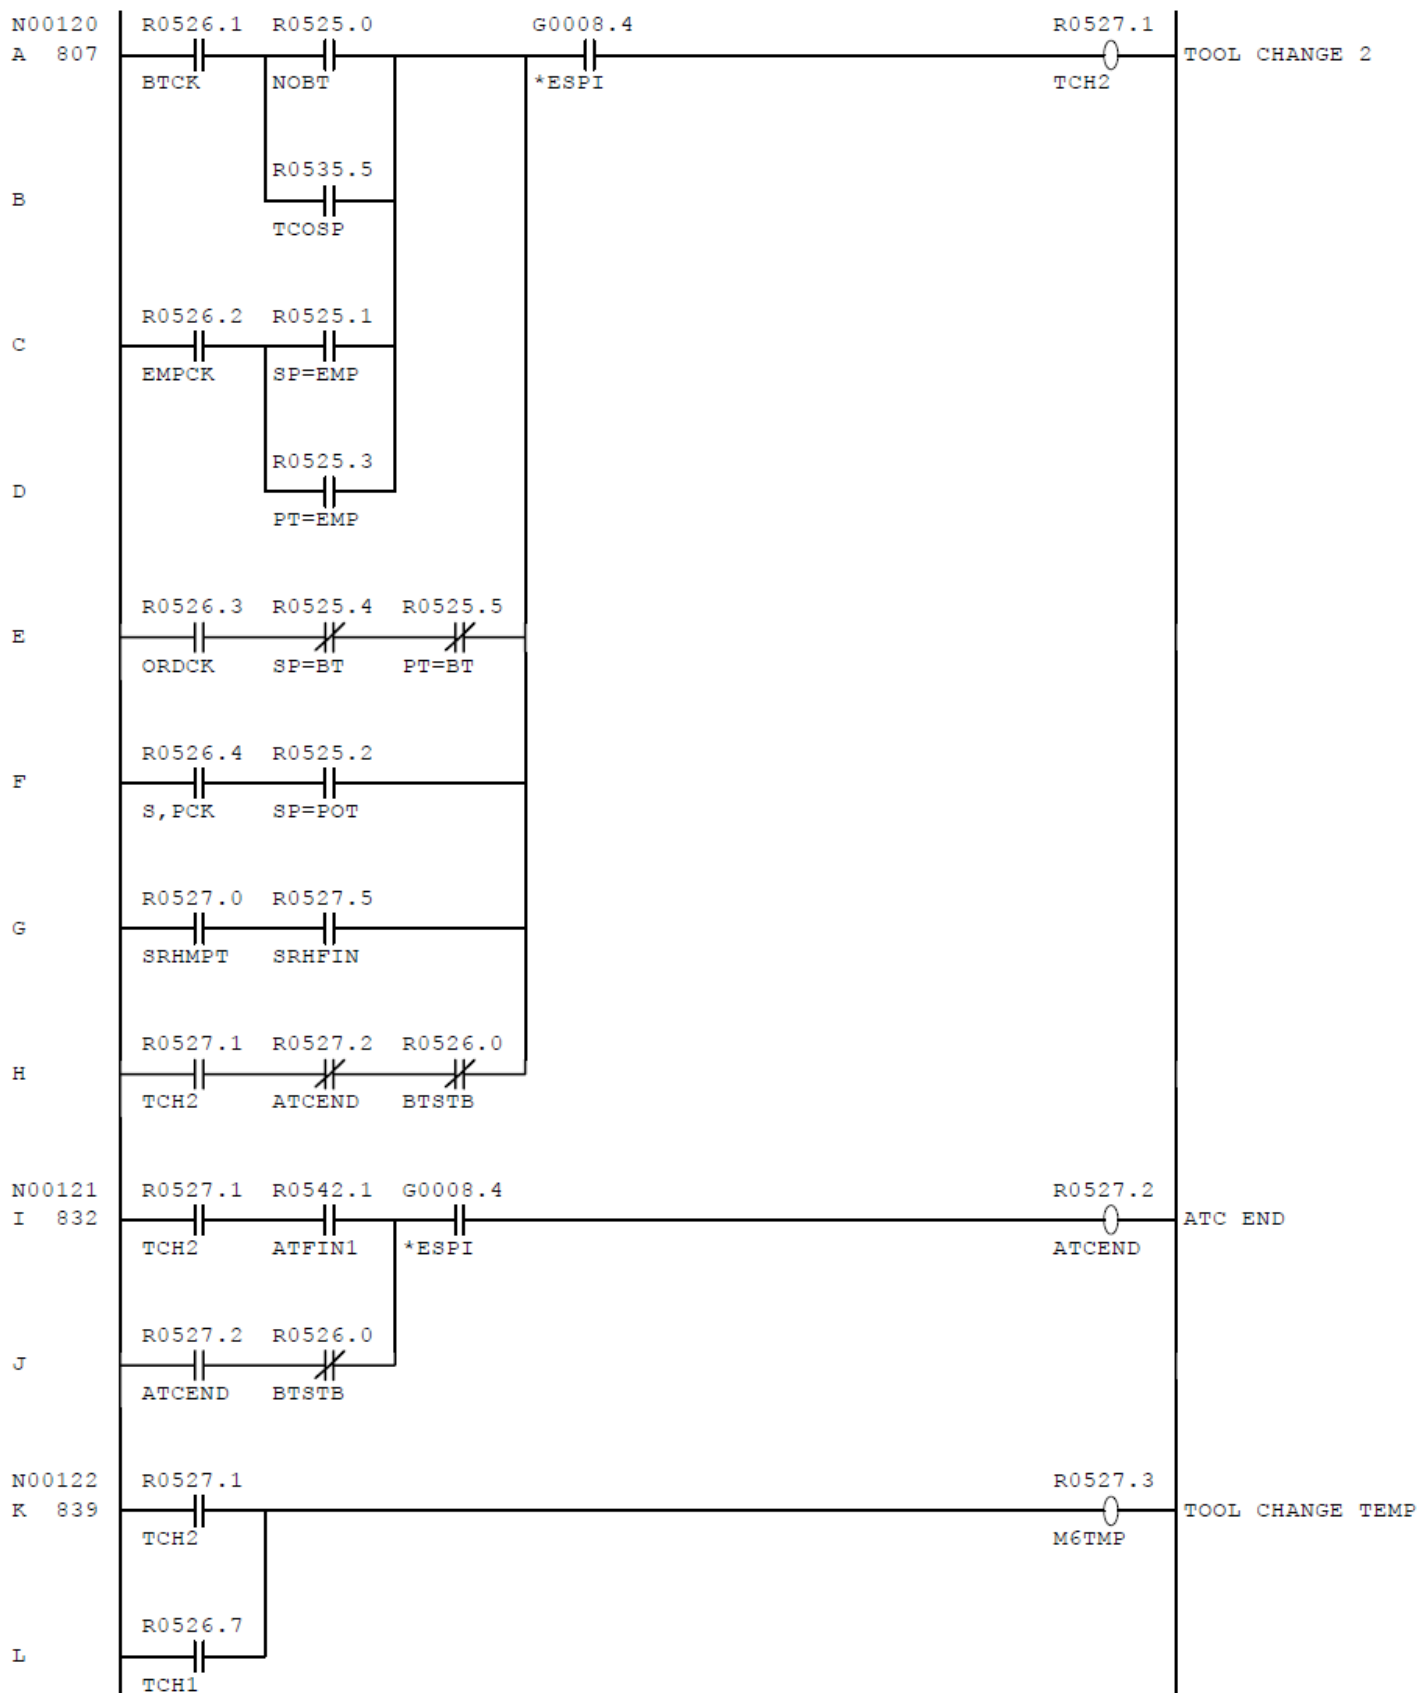 N00120 R0526.1 R0525.0 G0008.4 R0527.1
A 807 TOOL CHANGE 2
BTCK NOBT *ESPI TCH2
R0535.5
B
TCOSP
R0526.2 R0525.1
C
EMPCK SP=EMP
R0525.3
D
PT=EMP
R0526.3 R0525.4 R0525.5
E
ORDCK SP=BT PT=BT
R0526.4 R0525.2
F
S,PCK SP=POT
R0527.0 R0527.5
G
SRHMPT SRHFIN
R0527.1 R0527.2 R0526.0
H
TCH2 ATCEND BTSTB
N00121 R0527.1 R0542.1 G0008.4 R0527.2
I 832 ATC END
TCH2 ATFIN1 *ESPI ATCEND
R0527.2 R0526.0
J
ATCEND BTSTB
N00122 R0527.1 R0527.3
K 839 TOOL CHANGE TEMP
TCH2 M6TMP
R0526.7
L
TCH1